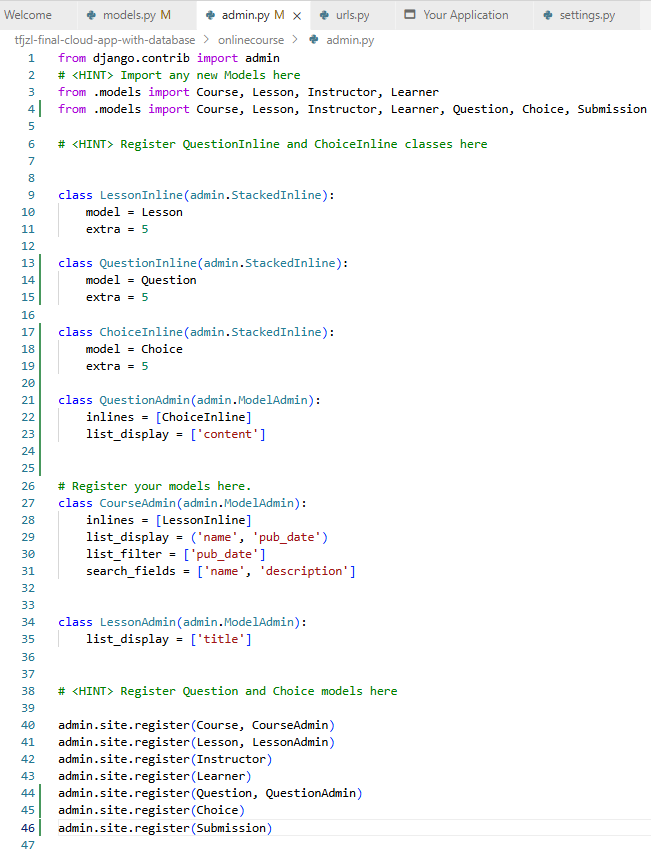 Welcome models.py M admin.py M × urls.py Your Application settings.py
tfjzl-final-cloud-app-with-database > onlinecourse > admin.py
1 from django.contrib import admin
2 # <HINT> Import any new Models here
3 from .models import Course, Lesson, Instructor, Learner
4 from .models import Course, Lesson, Instructor, Learner, Question, Choice, Submission
5
6 # <HINT> Register QuestionInline and ChoiceInline classes here
7
8
9 class LessonInline(admin.StackedInline):
10     model = Lesson
11     extra = 5
12
13 class QuestionInline(admin.StackedInline):
14     model = Question
15     extra = 5
16
17 class ChoiceInline(admin.StackedInline):
18     model = Choice
19     extra = 5
20
21 class QuestionAdmin(admin.ModelAdmin):
22     inlines = [ChoiceInline]
23     list_display = ['content']
24
25
26 # Register your models here.
27 class CourseAdmin(admin.ModelAdmin):
28     inlines = [LessonInline]
29     list_display = ('name', 'pub_date')
30     list_filter = ['pub_date']
31     search_fields = ['name', 'description']
32
33
34 class LessonAdmin(admin.ModelAdmin):
35     list_display = ['title']
36
37
38 # <HINT> Register Question and Choice models here
39
40 admin.site.register(Course, CourseAdmin)
41 admin.site.register(Lesson, LessonAdmin)
42 admin.site.register(Instructor)
43 admin.site.register(Learner)
44 admin.site.register(Question, QuestionAdmin)
45 admin.site.register(Choice)
46 admin.site.register(Submission)
47